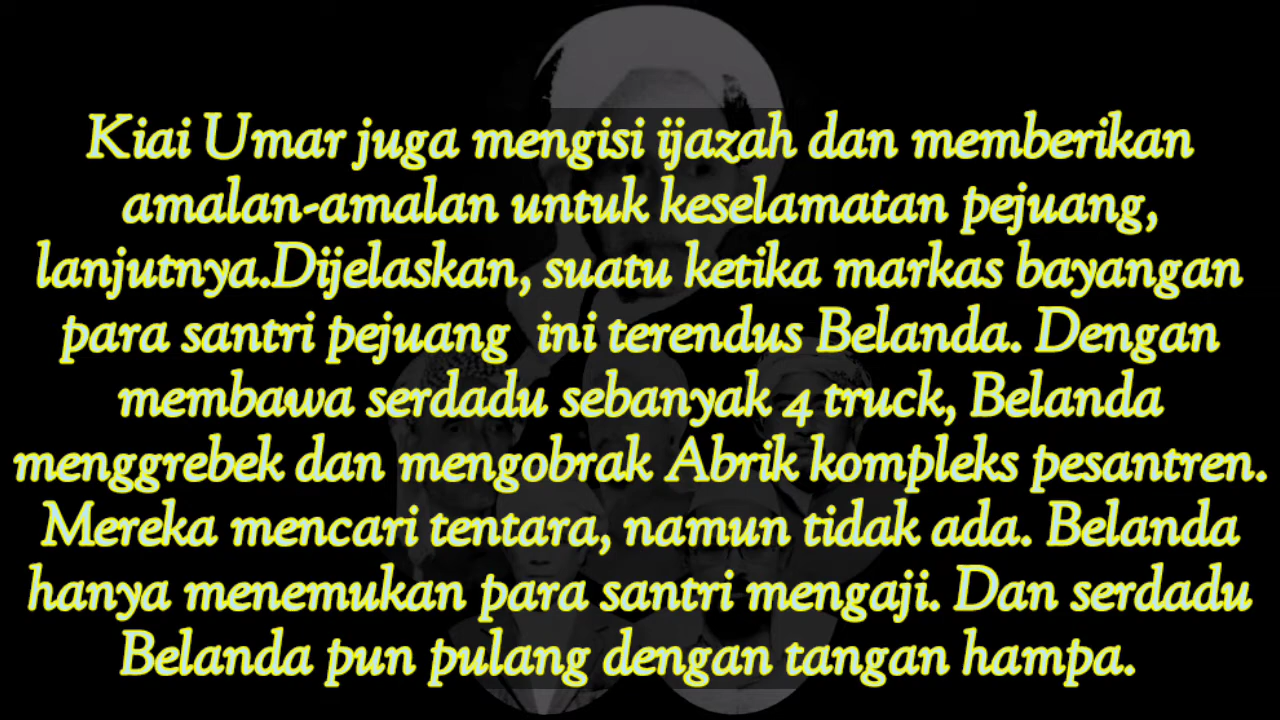 Kiai Umar juga mengisi ijazah dan memberikan
amalan-amalan untuk keselamatan pejuang,
lanjutnya.Dijelaskan, suatu ketika markas bayangan
para santri pejuang  ini terendus Belanda. Dengan
membawa serdadu sebanyak 4 truck, Belanda
menggrebek dan mengobrak Abrik kompleks pesantren.
Mereka mencari tentara, namun tidak ada. Belanda
hanya menemukan para santri mengaji. Dan serdadu
Belanda pun pulang dengan tangan hampa.